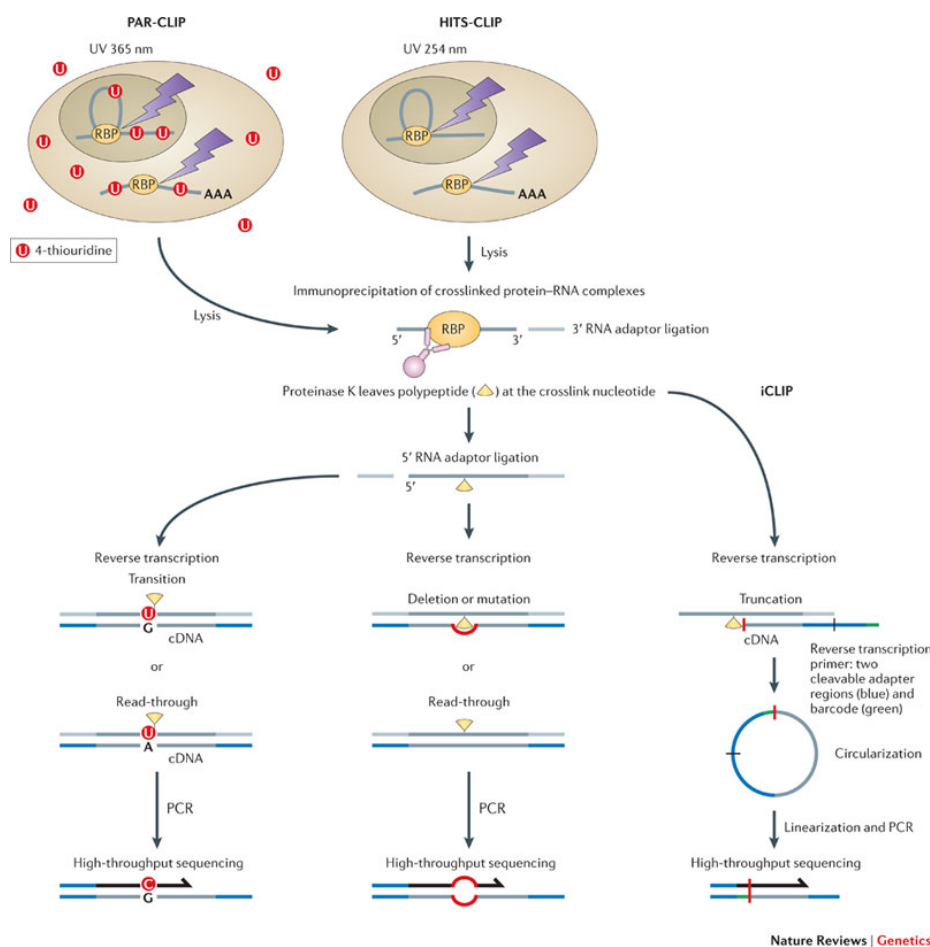 PAR-CLIP
HITS-CLIP
UV 365 nm
UV 254 nm
U
U
U
U
U
U
U
U
U
U
U
U
RBP
RBP
AAA
RBP
RBP
AAA
U 4-thiouridine
Lysis
Lysis
Immunoprecipitation of crosslinked protein–RNA complexes
RBP
5′
3′
3′ RNA adaptor ligation
Proteinase K leaves polypeptide ( ) at the crosslink nucleotide
iCLIP
5′ RNA adaptor ligation
5′
Reverse transcription
Transition
U
G
cDNA
or
Read-through
U
A
cDNA
PCR
High-throughput sequencing
C
G
Reverse transcription
Deletion or mutation
or
Read-through
PCR
High-throughput sequencing
Reverse transcription
Truncation
cDNA
Reverse transcription
primer: two
cleavable adapter
regions (blue) and
barcode (green)
Circularization
Linearization and PCR
High-throughput sequencing
Nature Reviews | Genetics